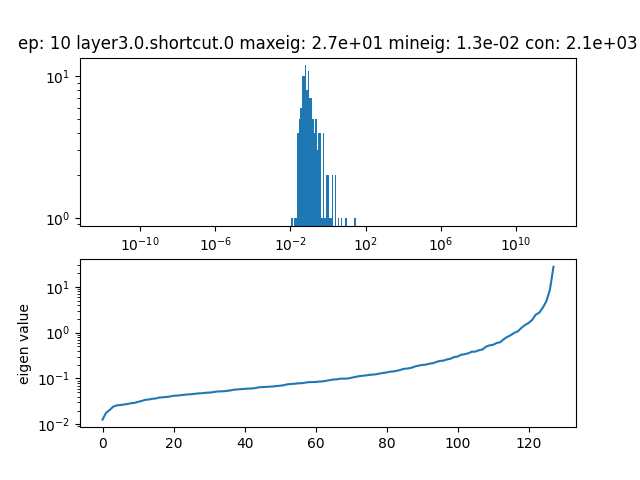 ep: 10 layer3.0.shortcut.0 maxeig: 2.7e+01 mineig: 1.3e-02 con: 2.1e+03
10¹
10⁰
10⁻¹⁰ 10⁻⁶ 10⁻² 10² 10⁶ 10¹⁰
eigen value
10¹
10⁰
10⁻¹
10⁻²
0 20 40 60 80 100 120